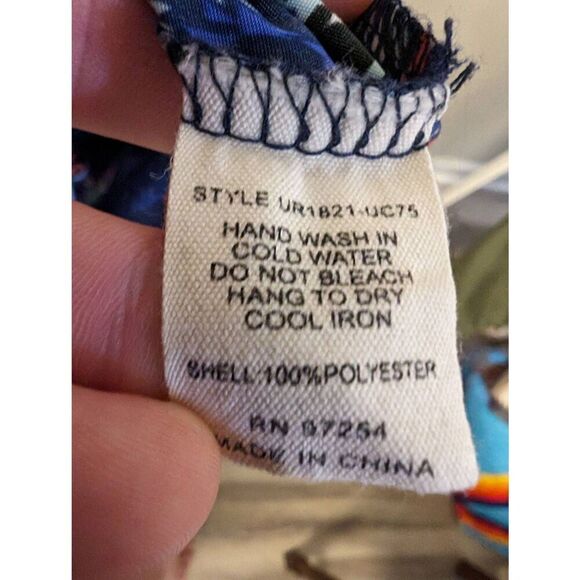 STYLE UR1821-UC75
HAND WASH IN
COLD WATER
DO NOT BLEACH
HANG TO DRY
COOL IRON
SHELL:100%POLYESTER
RN 97254
MADE IN CHINA